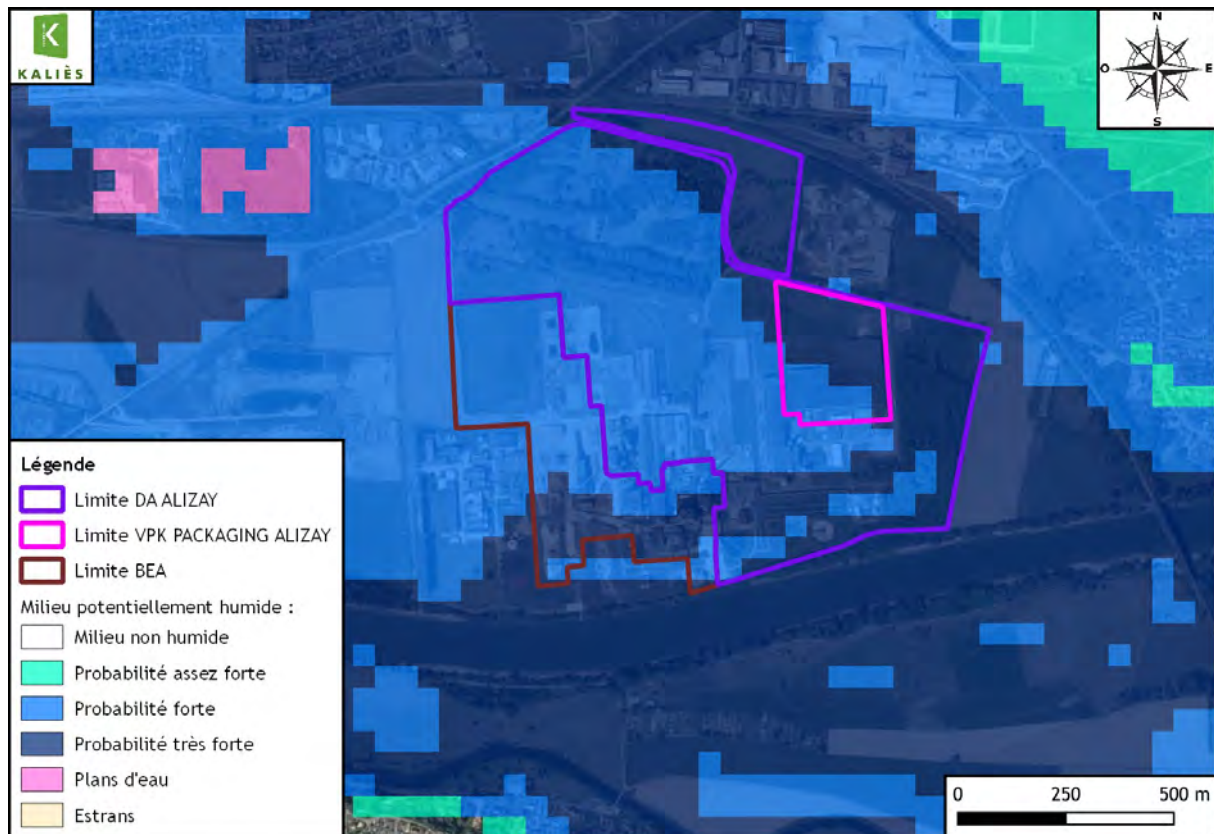 KALIÈS
N
O
E
S
Légende
Limite DA ALIZAY
Limite VPK PACKAGING ALIZAY
Limite BEA
Milieu potentiellement humide :
Milieu non humide
Probabilité assez forte
Probabilité forte
Probabilité très forte
Plans d'eau
Estrans
0 250 500 m